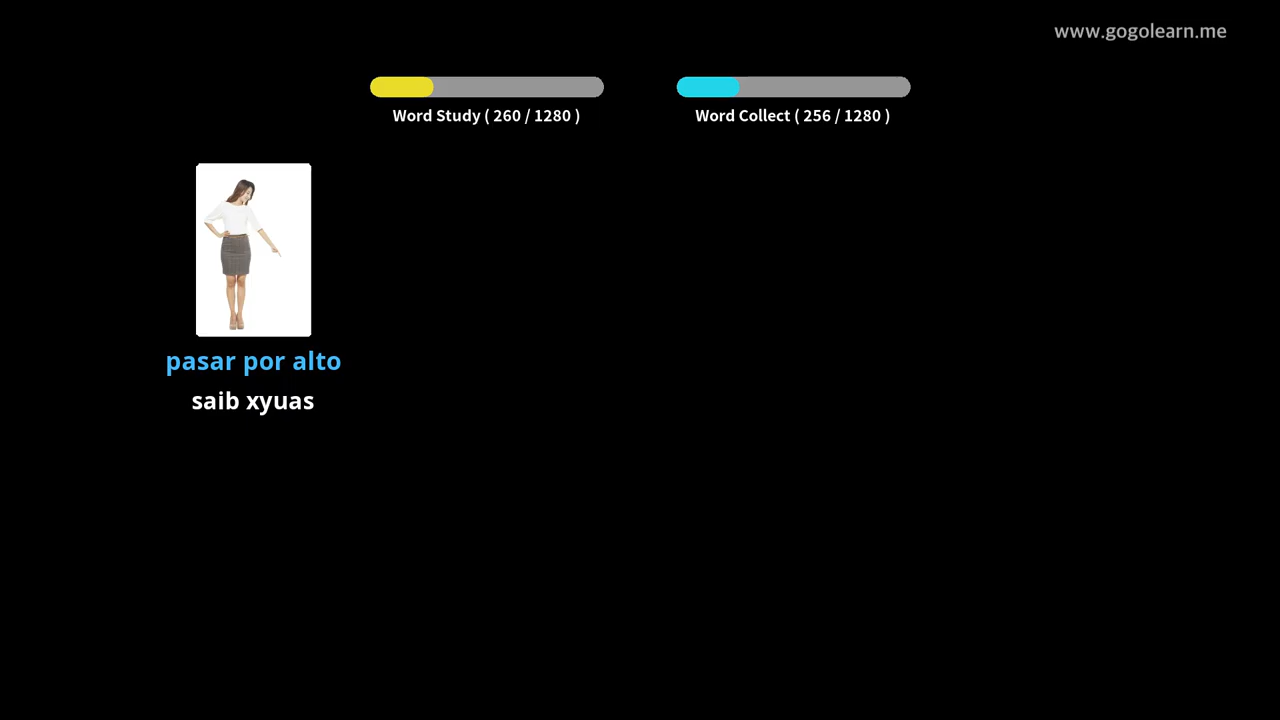 www.gogolearn.me
Word Study ( 260 / 1280 )
Word Collect ( 256 / 1280 )
pasar por alto
saib xyuas